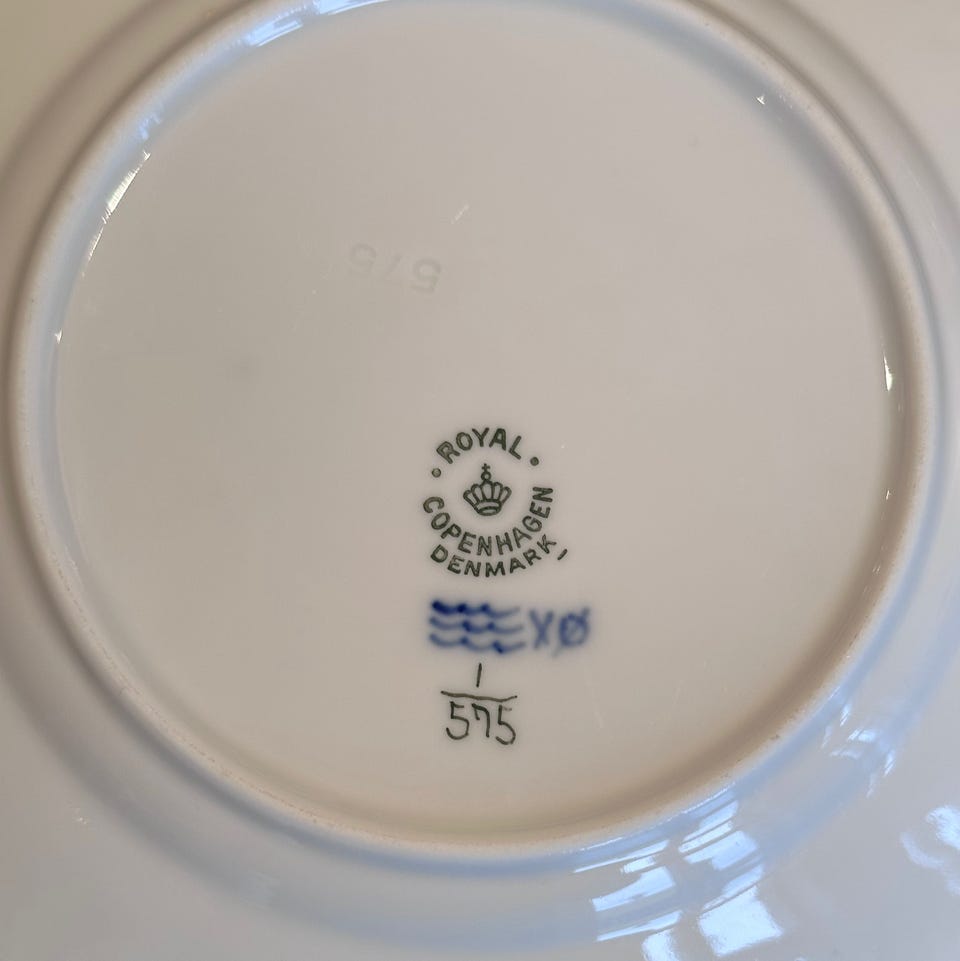 575
ROYAL
COPENHAGEN
DENMARK
XØ
1
575